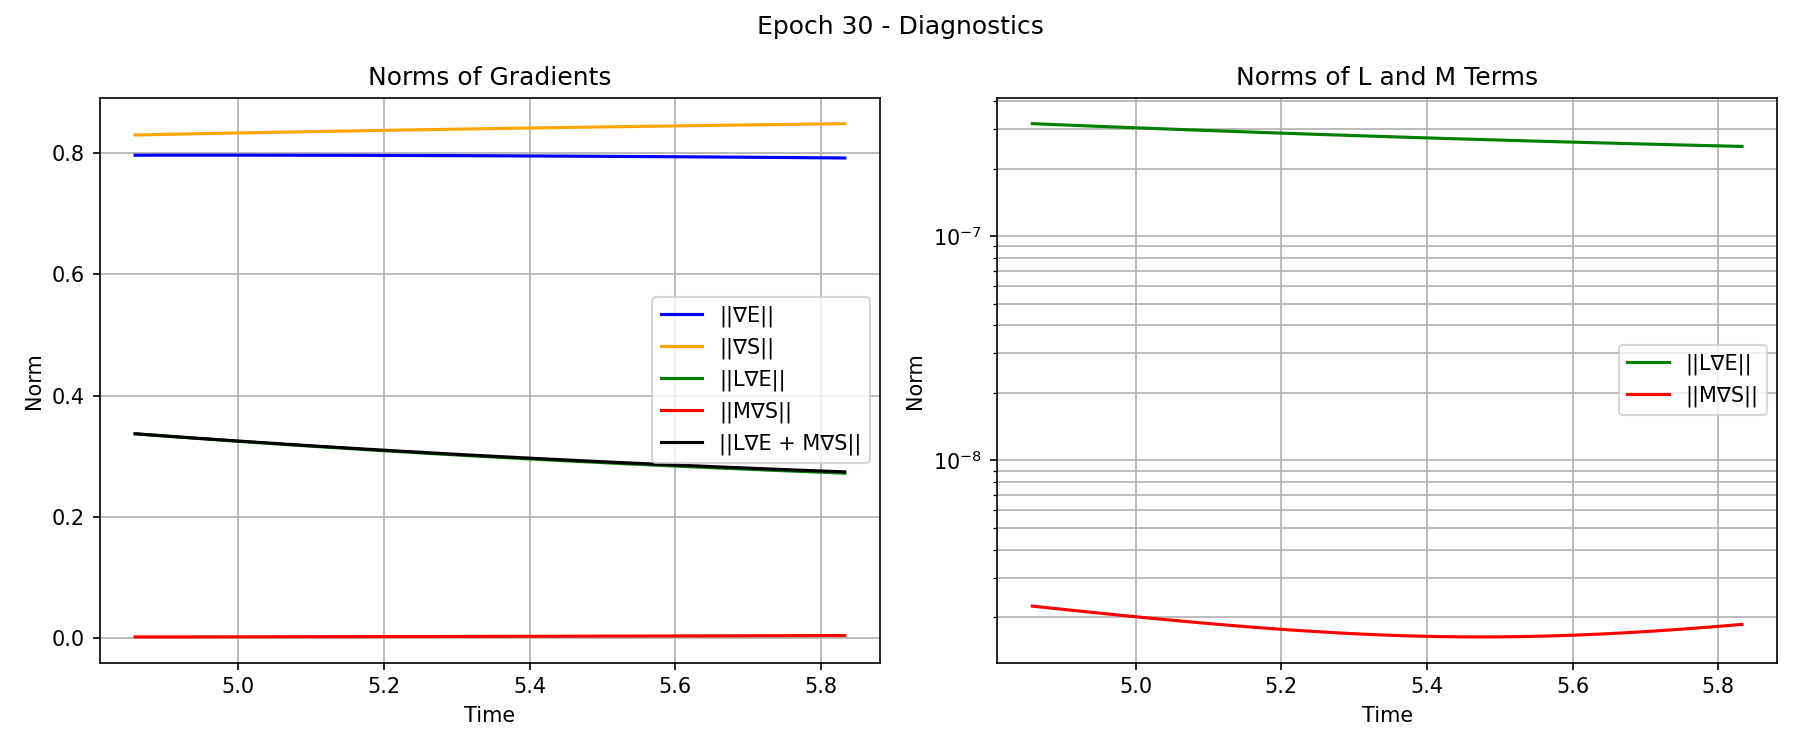 Epoch 30 - Diagnostics
Norms of Gradients
Norm
0.8
0.6
0.4
0.2
0.0
||∇E||
||∇S||
||L∇E||
||M∇S||
||L∇E + M∇S||
5.0 5.2 5.4 5.6 5.8
Time
Norms of L and M Terms
Norm
10⁻⁷
10⁻⁸
||L∇E||
||M∇S||
5.0 5.2 5.4 5.6 5.8
Time